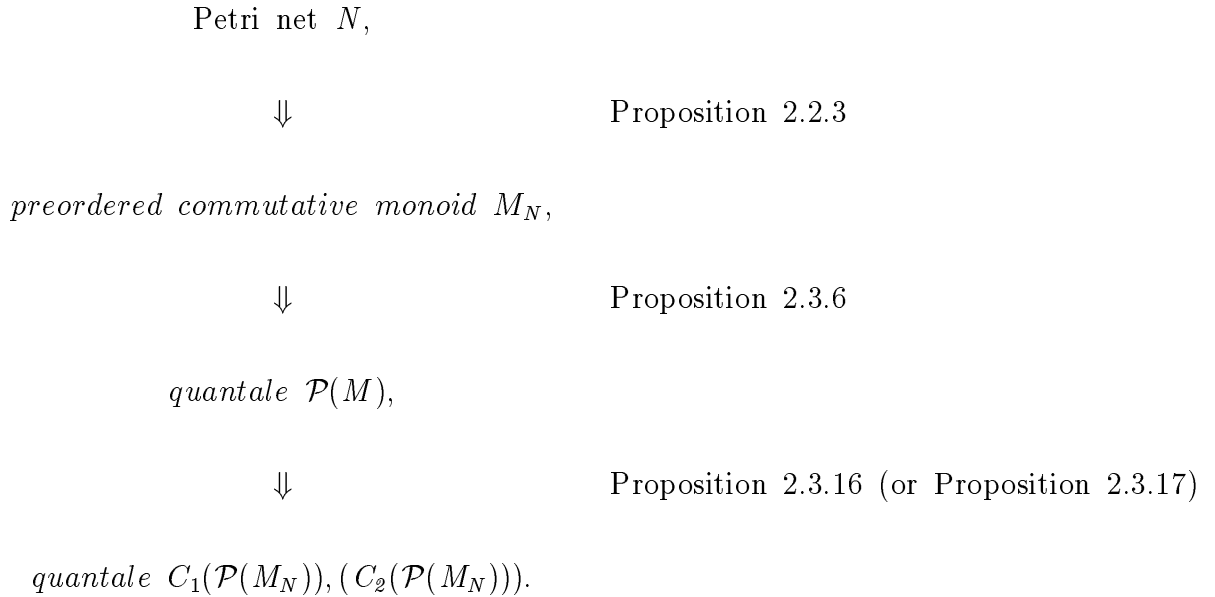 Petri net N,
⇓ Proposition 2.2.3
preordered commutative monoid M_N,
⇓ Proposition 2.3.6
quantale 𝒫(M),
⇓ Proposition 2.3.16 (or Proposition 2.3.17)
quantale C_1(𝒫(M_N)), (C_2(𝒫(M_N))).